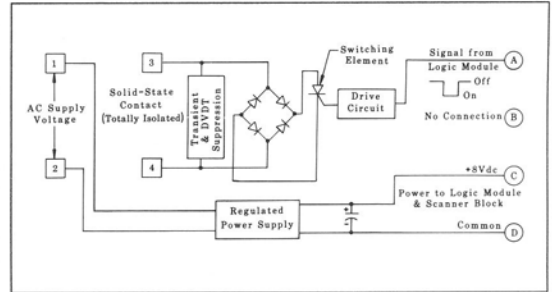 3
1
Switching
Element
Signal from
Logic Module
A
Off
On
Solid-State
Contact
(Totally Isolated)
AC Supply
Voltage
Transient
& DVDT
Suppression
Drive
Circuit
No Connection
B
2
4
+8Vdc
C
Power to Logic Module
& Scanner Block
Regulated
Power Supply
+
-
Common
D